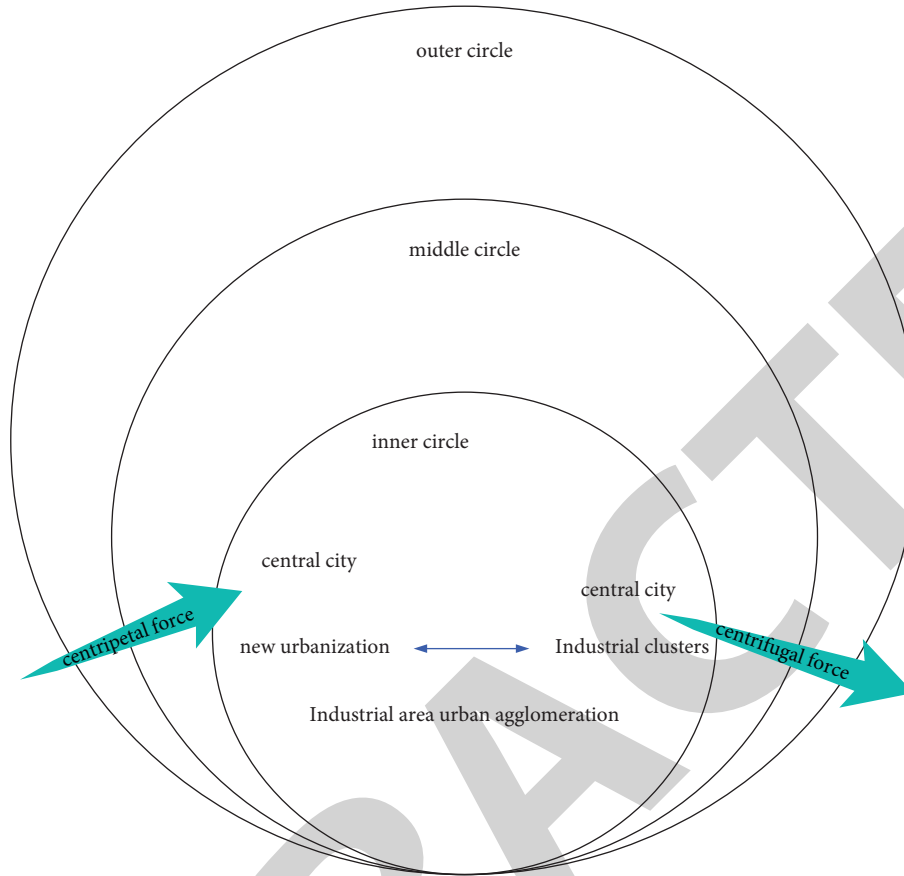 outer circle
middle circle
inner circle
central city
central city
centripetal force
new urbanization
Industrial clusters
centrifugal force
Industrial area urban agglomeration
RACTE